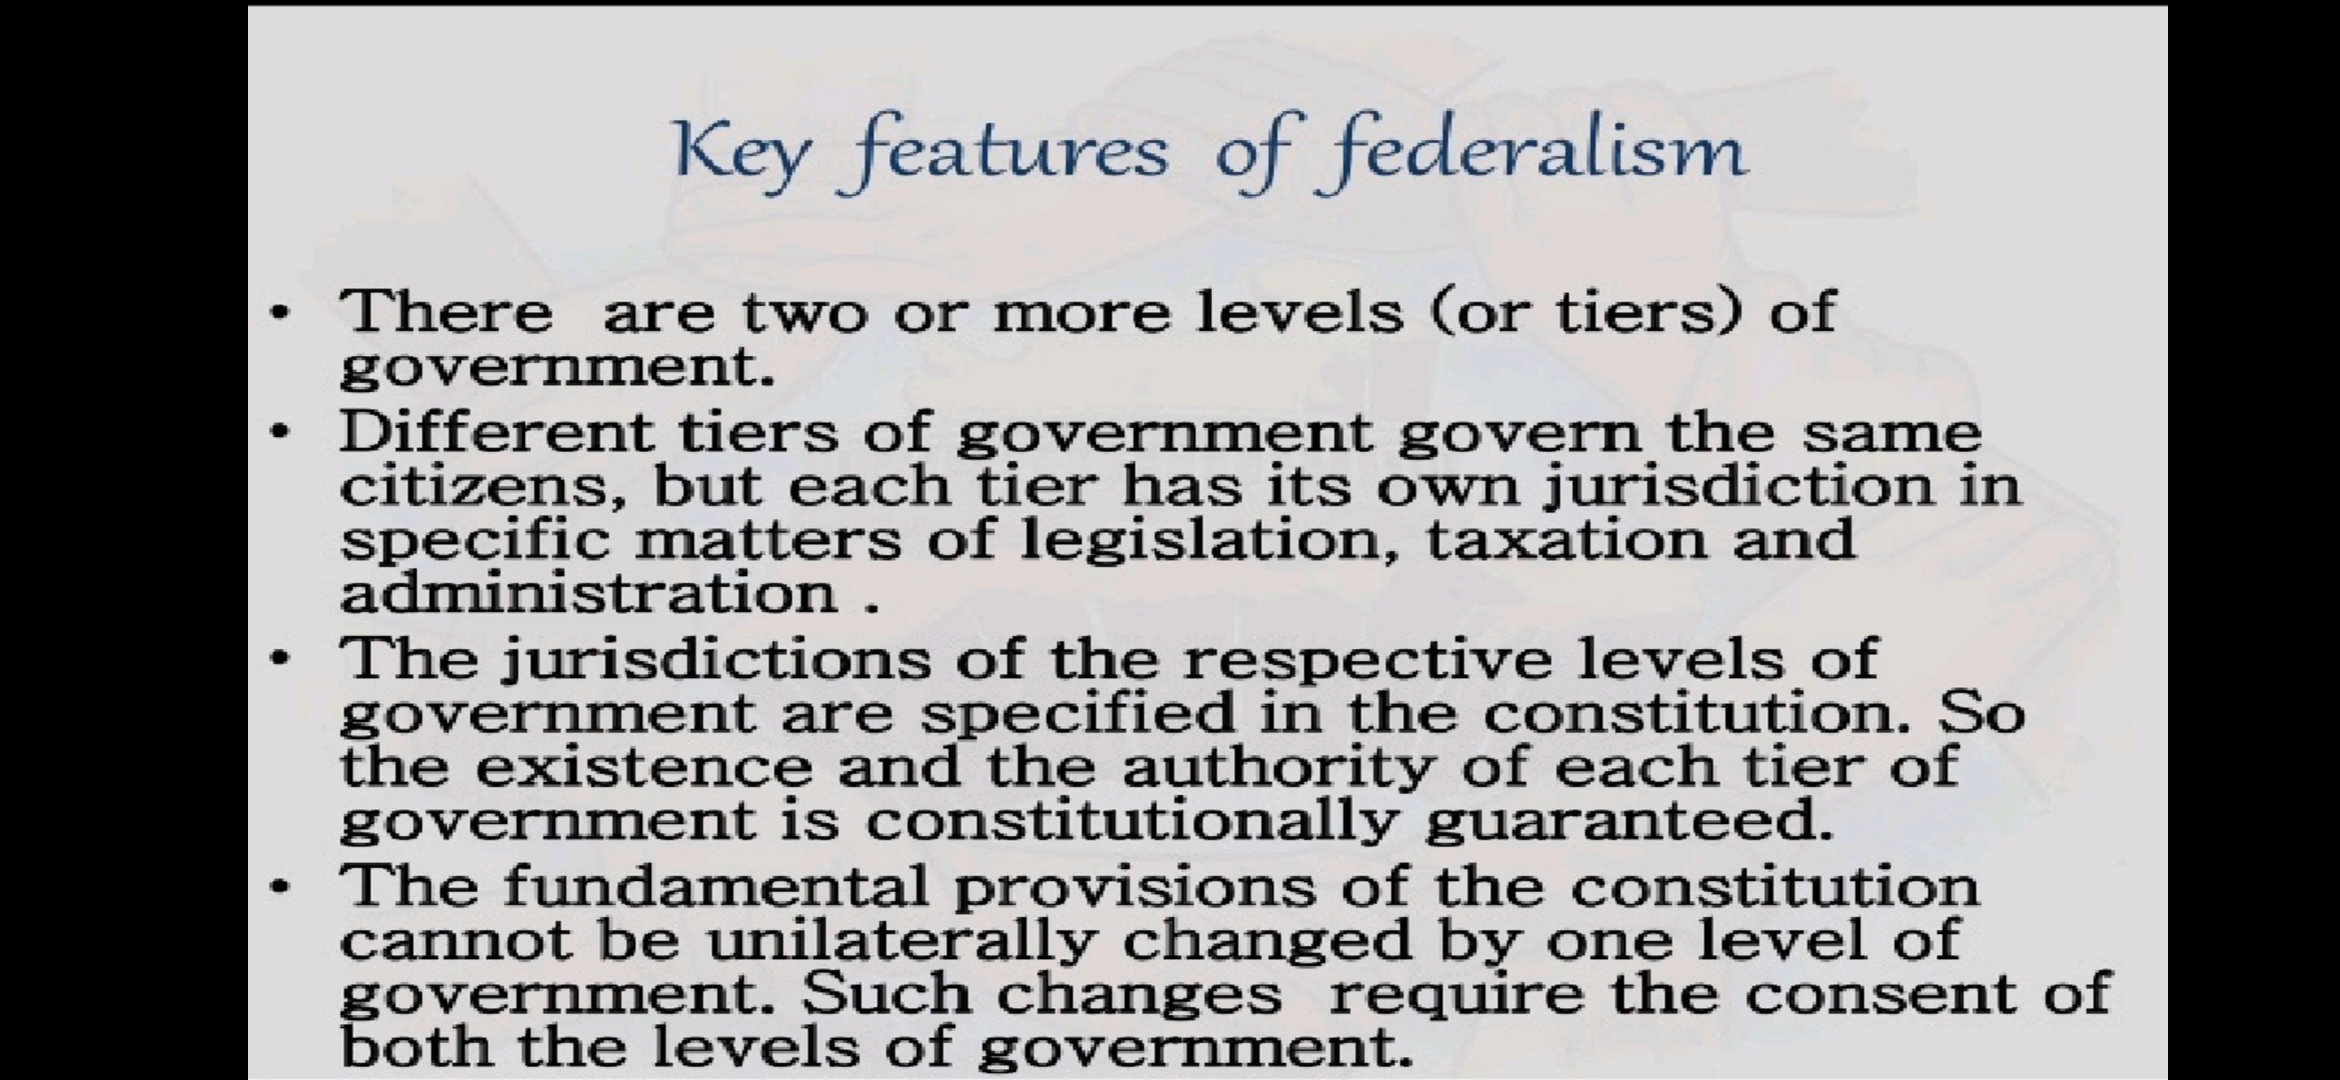 Key features of federalism
• There are two or more levels (or tiers) of
government.
• Different tiers of government govern the same
citizens, but each tier has its own jurisdiction in
specific matters of legislation, taxation and
administration .
• The jurisdictions of the respective levels of
government are specified in the constitution. So
the existence and the authority of each tier of
government is constitutionally guaranteed.
• The fundamental provisions of the constitution
cannot be unilaterally changed by one level of
government. Such changes require the consent of
both the levels of government.